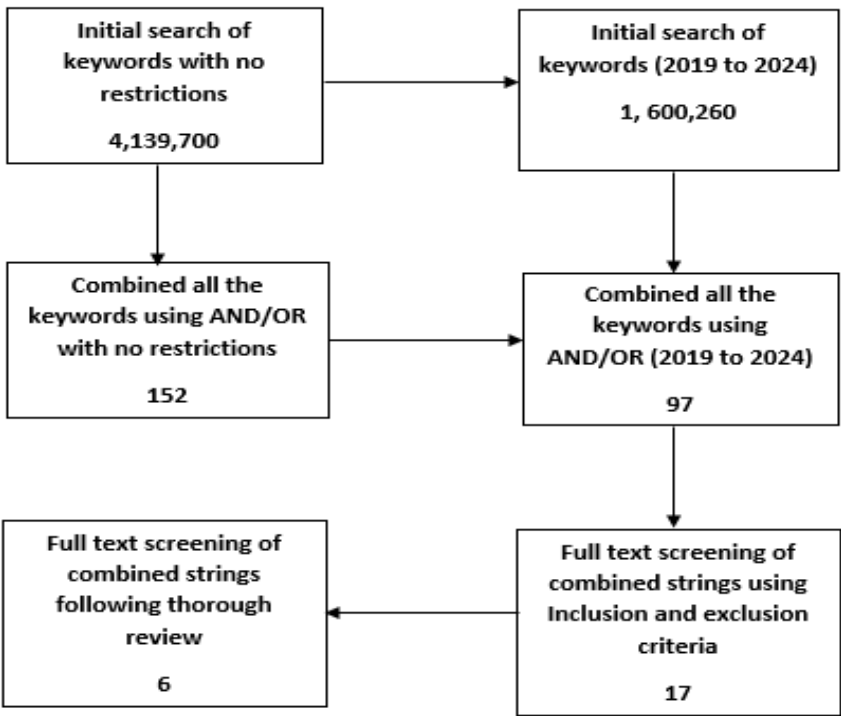 Initial search of
keywords with no
restrictions
4,139,700
Initial search of
keywords (2019 to 2024)
1, 600,260
Combined all the
keywords using AND/OR
with no restrictions
152
Combined all the
keywords using
AND/OR (2019 to 2024)
97
Full text screening of
combined strings
following thorough
review
6
Full text screening of
combined strings using
Inclusion and exclusion
criteria
17